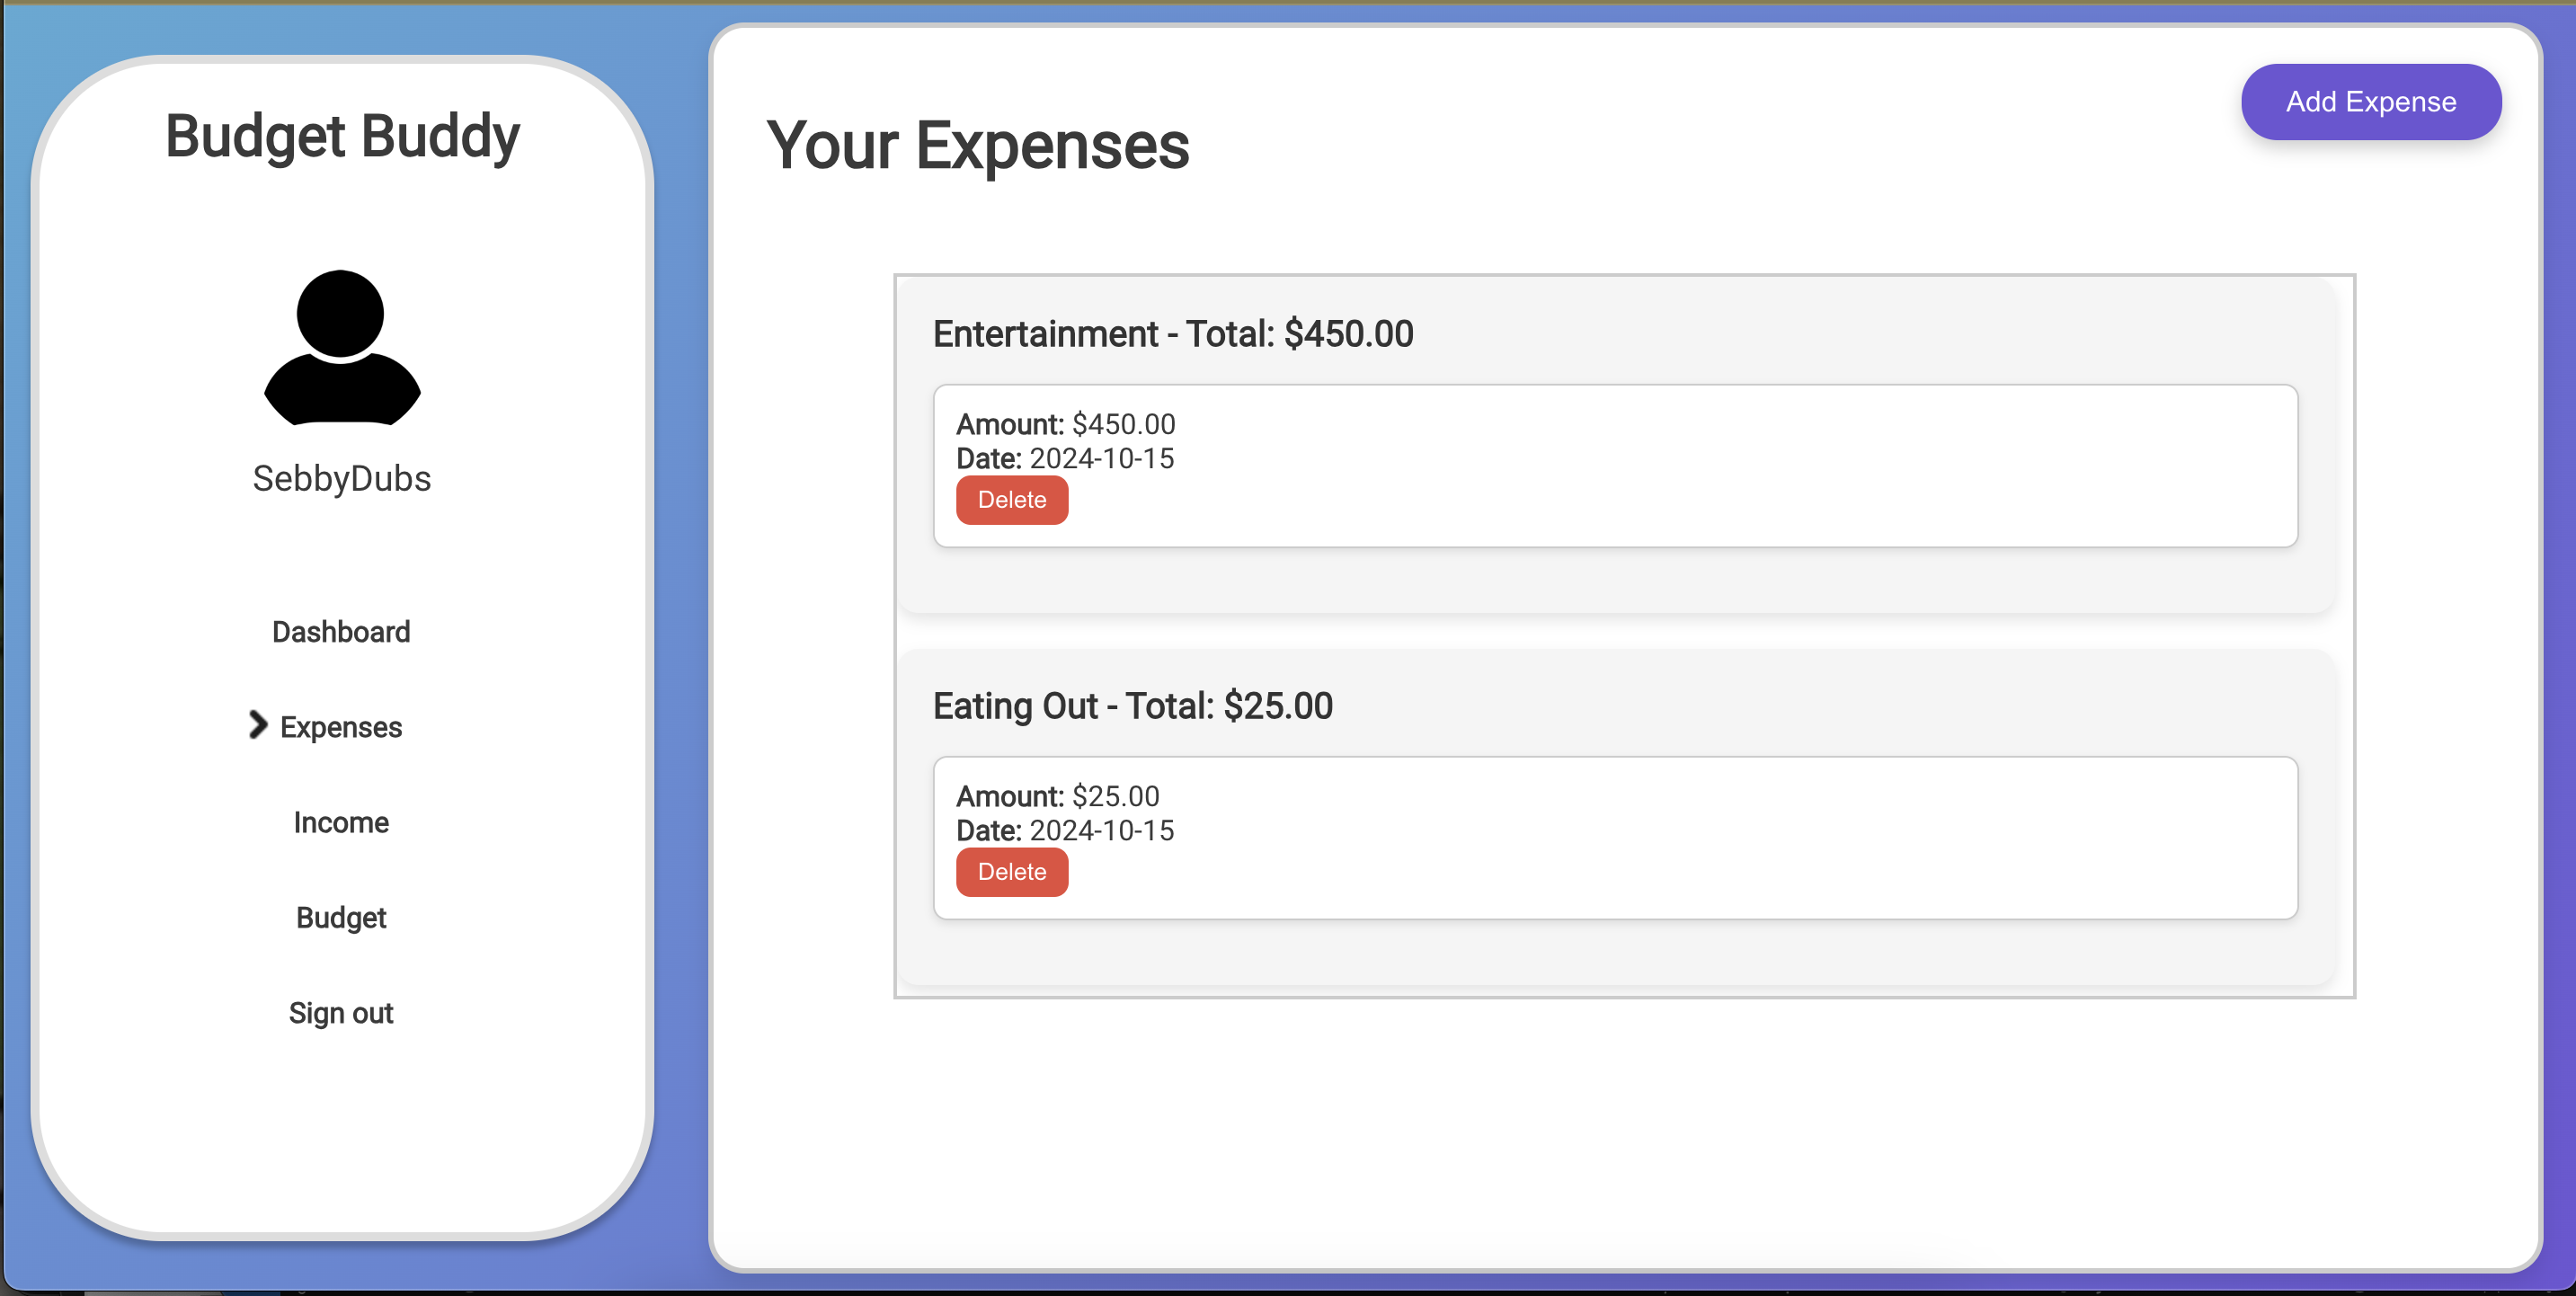 Budget Buddy
SebbyDubs
Dashboard
Expenses
Income
Budget
Sign out
Add Expense
Your Expenses
Entertainment - Total: $450.00
Amount: $450.00
Date: 2024-10-15
Delete
Eating Out - Total: $25.00
Amount: $25.00
Date: 2024-10-15
Delete